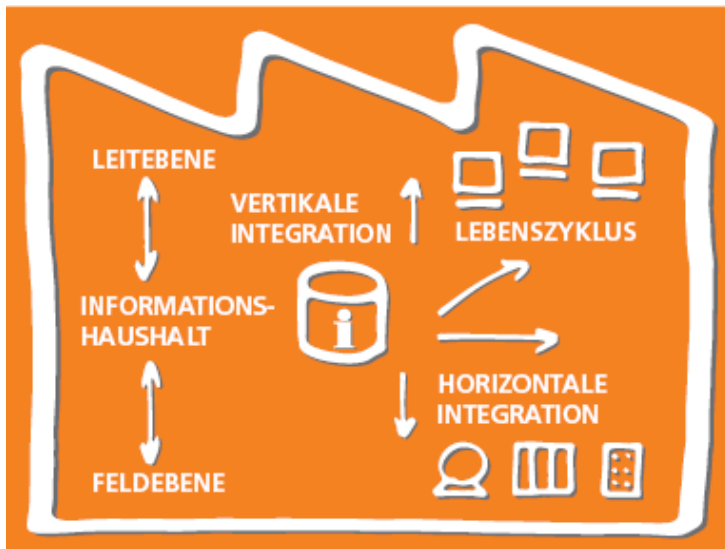 LEITEBENE
VERTIKALE
INTEGRATION
LEBENSZYKLUS
INFORMATIONS-
HAUSHALT
i
HORIZONTALE
INTEGRATION
FELDEBENE